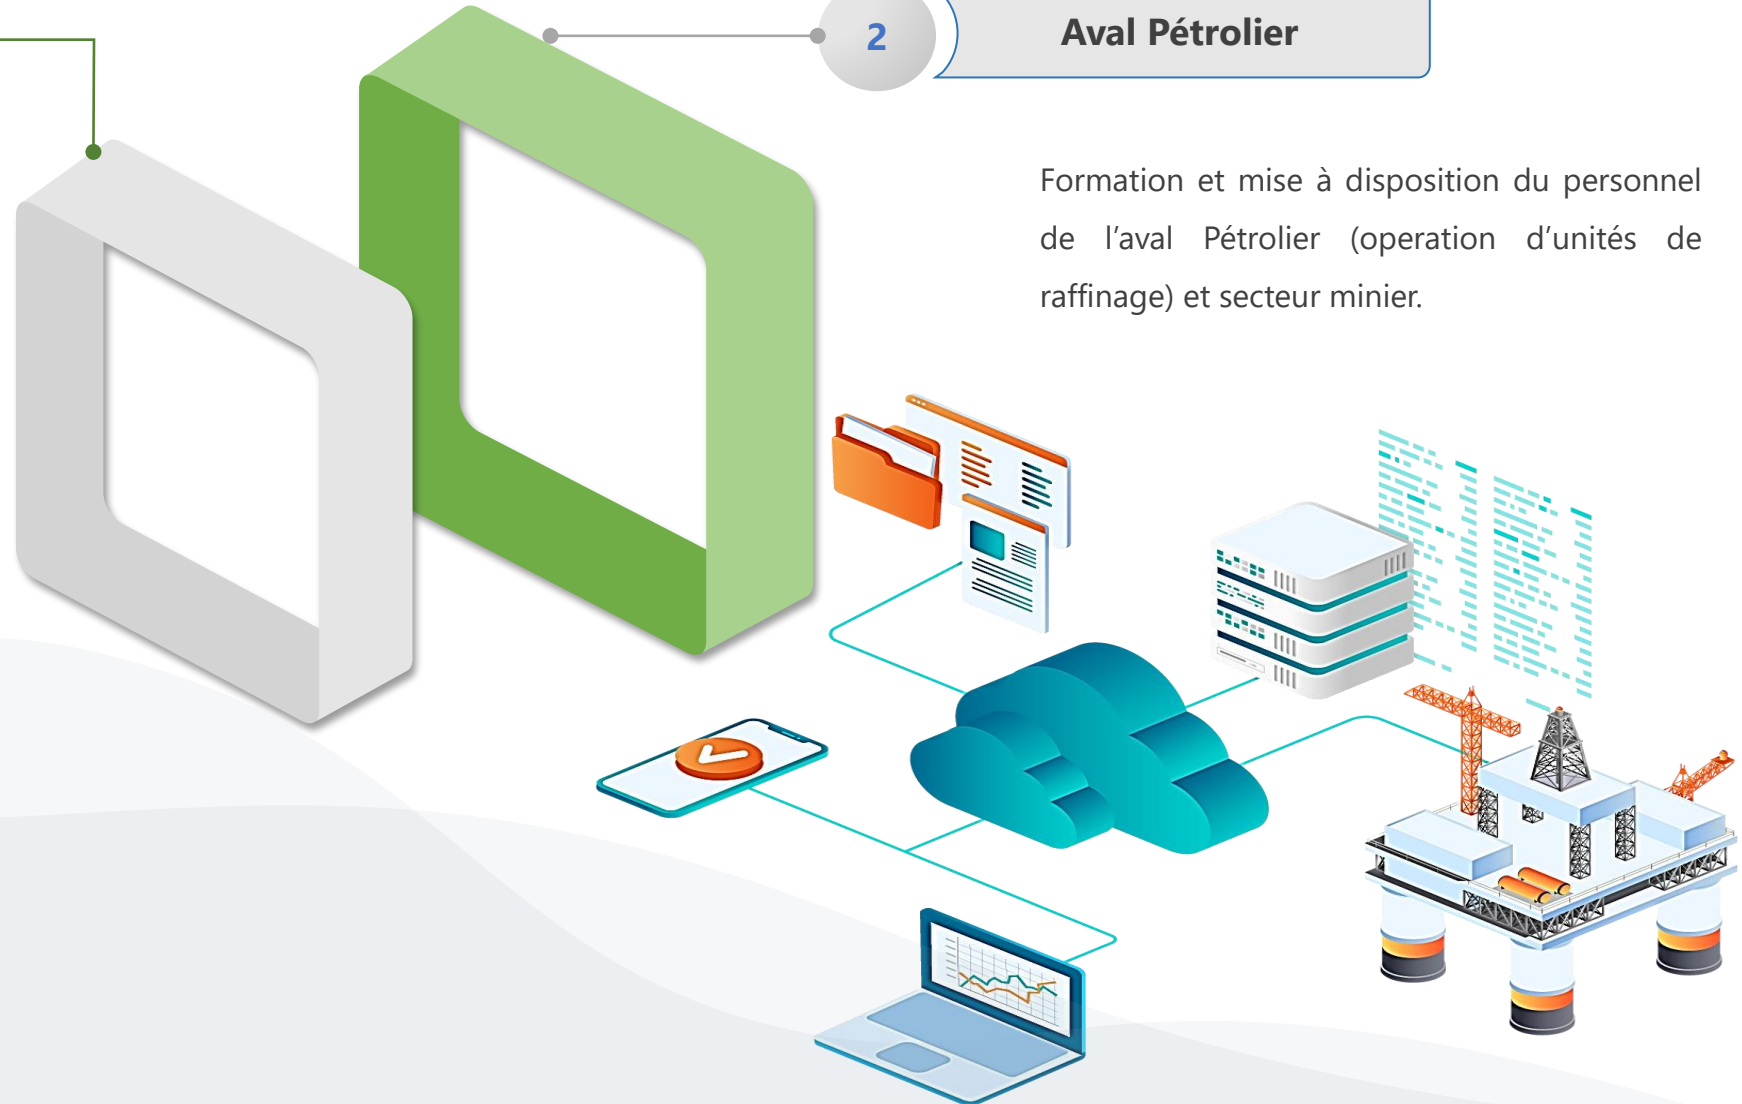 2
Aval Pétrolier
Formation et mise à disposition du personnel
de l’aval Pétrolier (operation d’unités de
raffinage) et secteur minier.